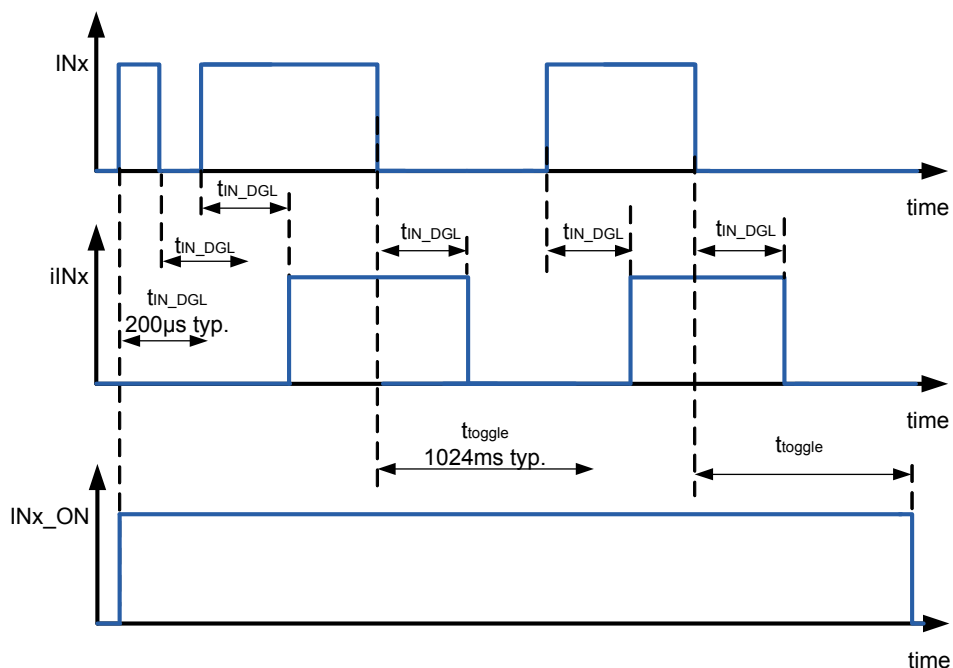 INx
time
tIN_DGL
tIN_DGL
tIN_DGL
tIN_DGL
tIN_DGL
iINx
tIN_DGL
200µs typ.
time
ttoggle
1024ms typ.
ttoggle
INx_ON
time